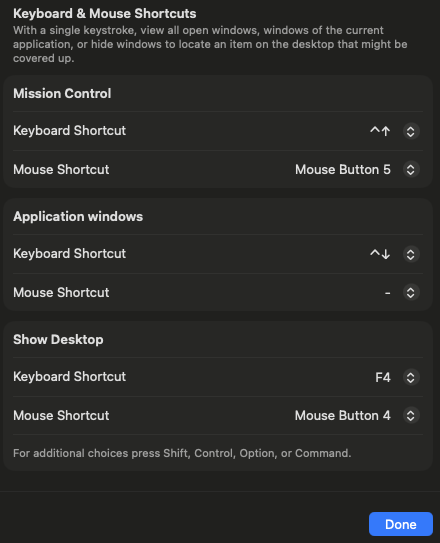 Keyboard & Mouse Shortcuts
With a single keystroke, view all open windows, windows of the current
application, or hide windows to locate an item on the desktop that might be
covered up.
Mission Control
Keyboard Shortcut ^↑
Mouse Shortcut Mouse Button 5
Application windows
Keyboard Shortcut ^↓
Mouse Shortcut -
Show Desktop
Keyboard Shortcut F4
Mouse Shortcut Mouse Button 4
For additional choices press Shift, Control, Option, or Command.
Done